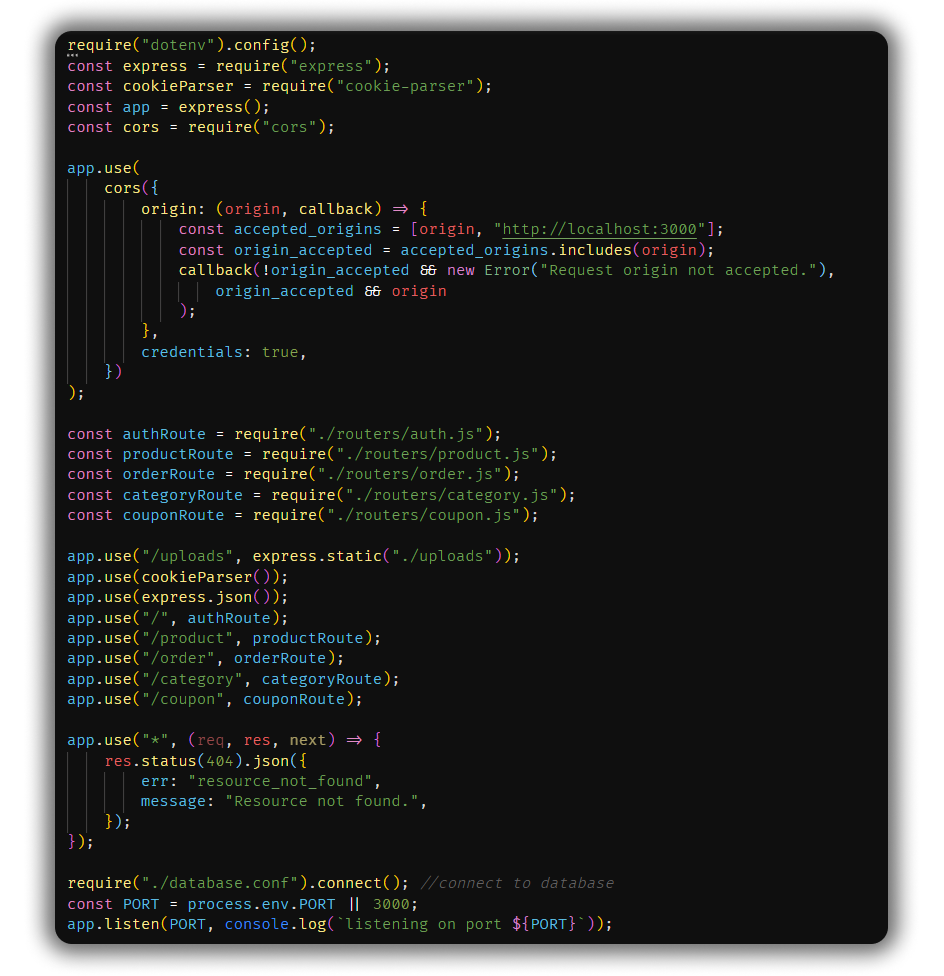 require("dotenv").config();
const express = require("express");
const cookieParser = require("cookie-parser");
const app = express();
const cors = require("cors");
app.use(
cors({
origin: (origin, callback) => {
const accepted_origins = [origin, "http://localhost:3000"];
const origin_accepted = accepted_origins.includes(origin);
callback(!origin_accepted && new Error("Request origin not accepted."),
origin_accepted && origin
);
},
credentials: true,
})
);
const authRoute = require("./routers/auth.js");
const productRoute = require("./routers/product.js");
const orderRoute = require("./routers/order.js");
const categoryRoute = require("./routers/category.js");
const couponRoute = require("./routers/coupon.js");
app.use("/uploads", express.static("./uploads"));
app.use(cookieParser());
app.use(express.json());
app.use("/", authRoute);
app.use("/product", productRoute);
app.use("/order", orderRoute);
app.use("/category", categoryRoute);
app.use("/coupon", couponRoute);
app.use("*", (req, res, next) => {
res.status(404).json({
err: "resource_not_found",
message: "Resource not found.",
});
});
require("./database.conf").connect(); //connect to database
const PORT = process.env.PORT || 3000;
app.listen(PORT, console.log(`listening on port ${PORT}`));